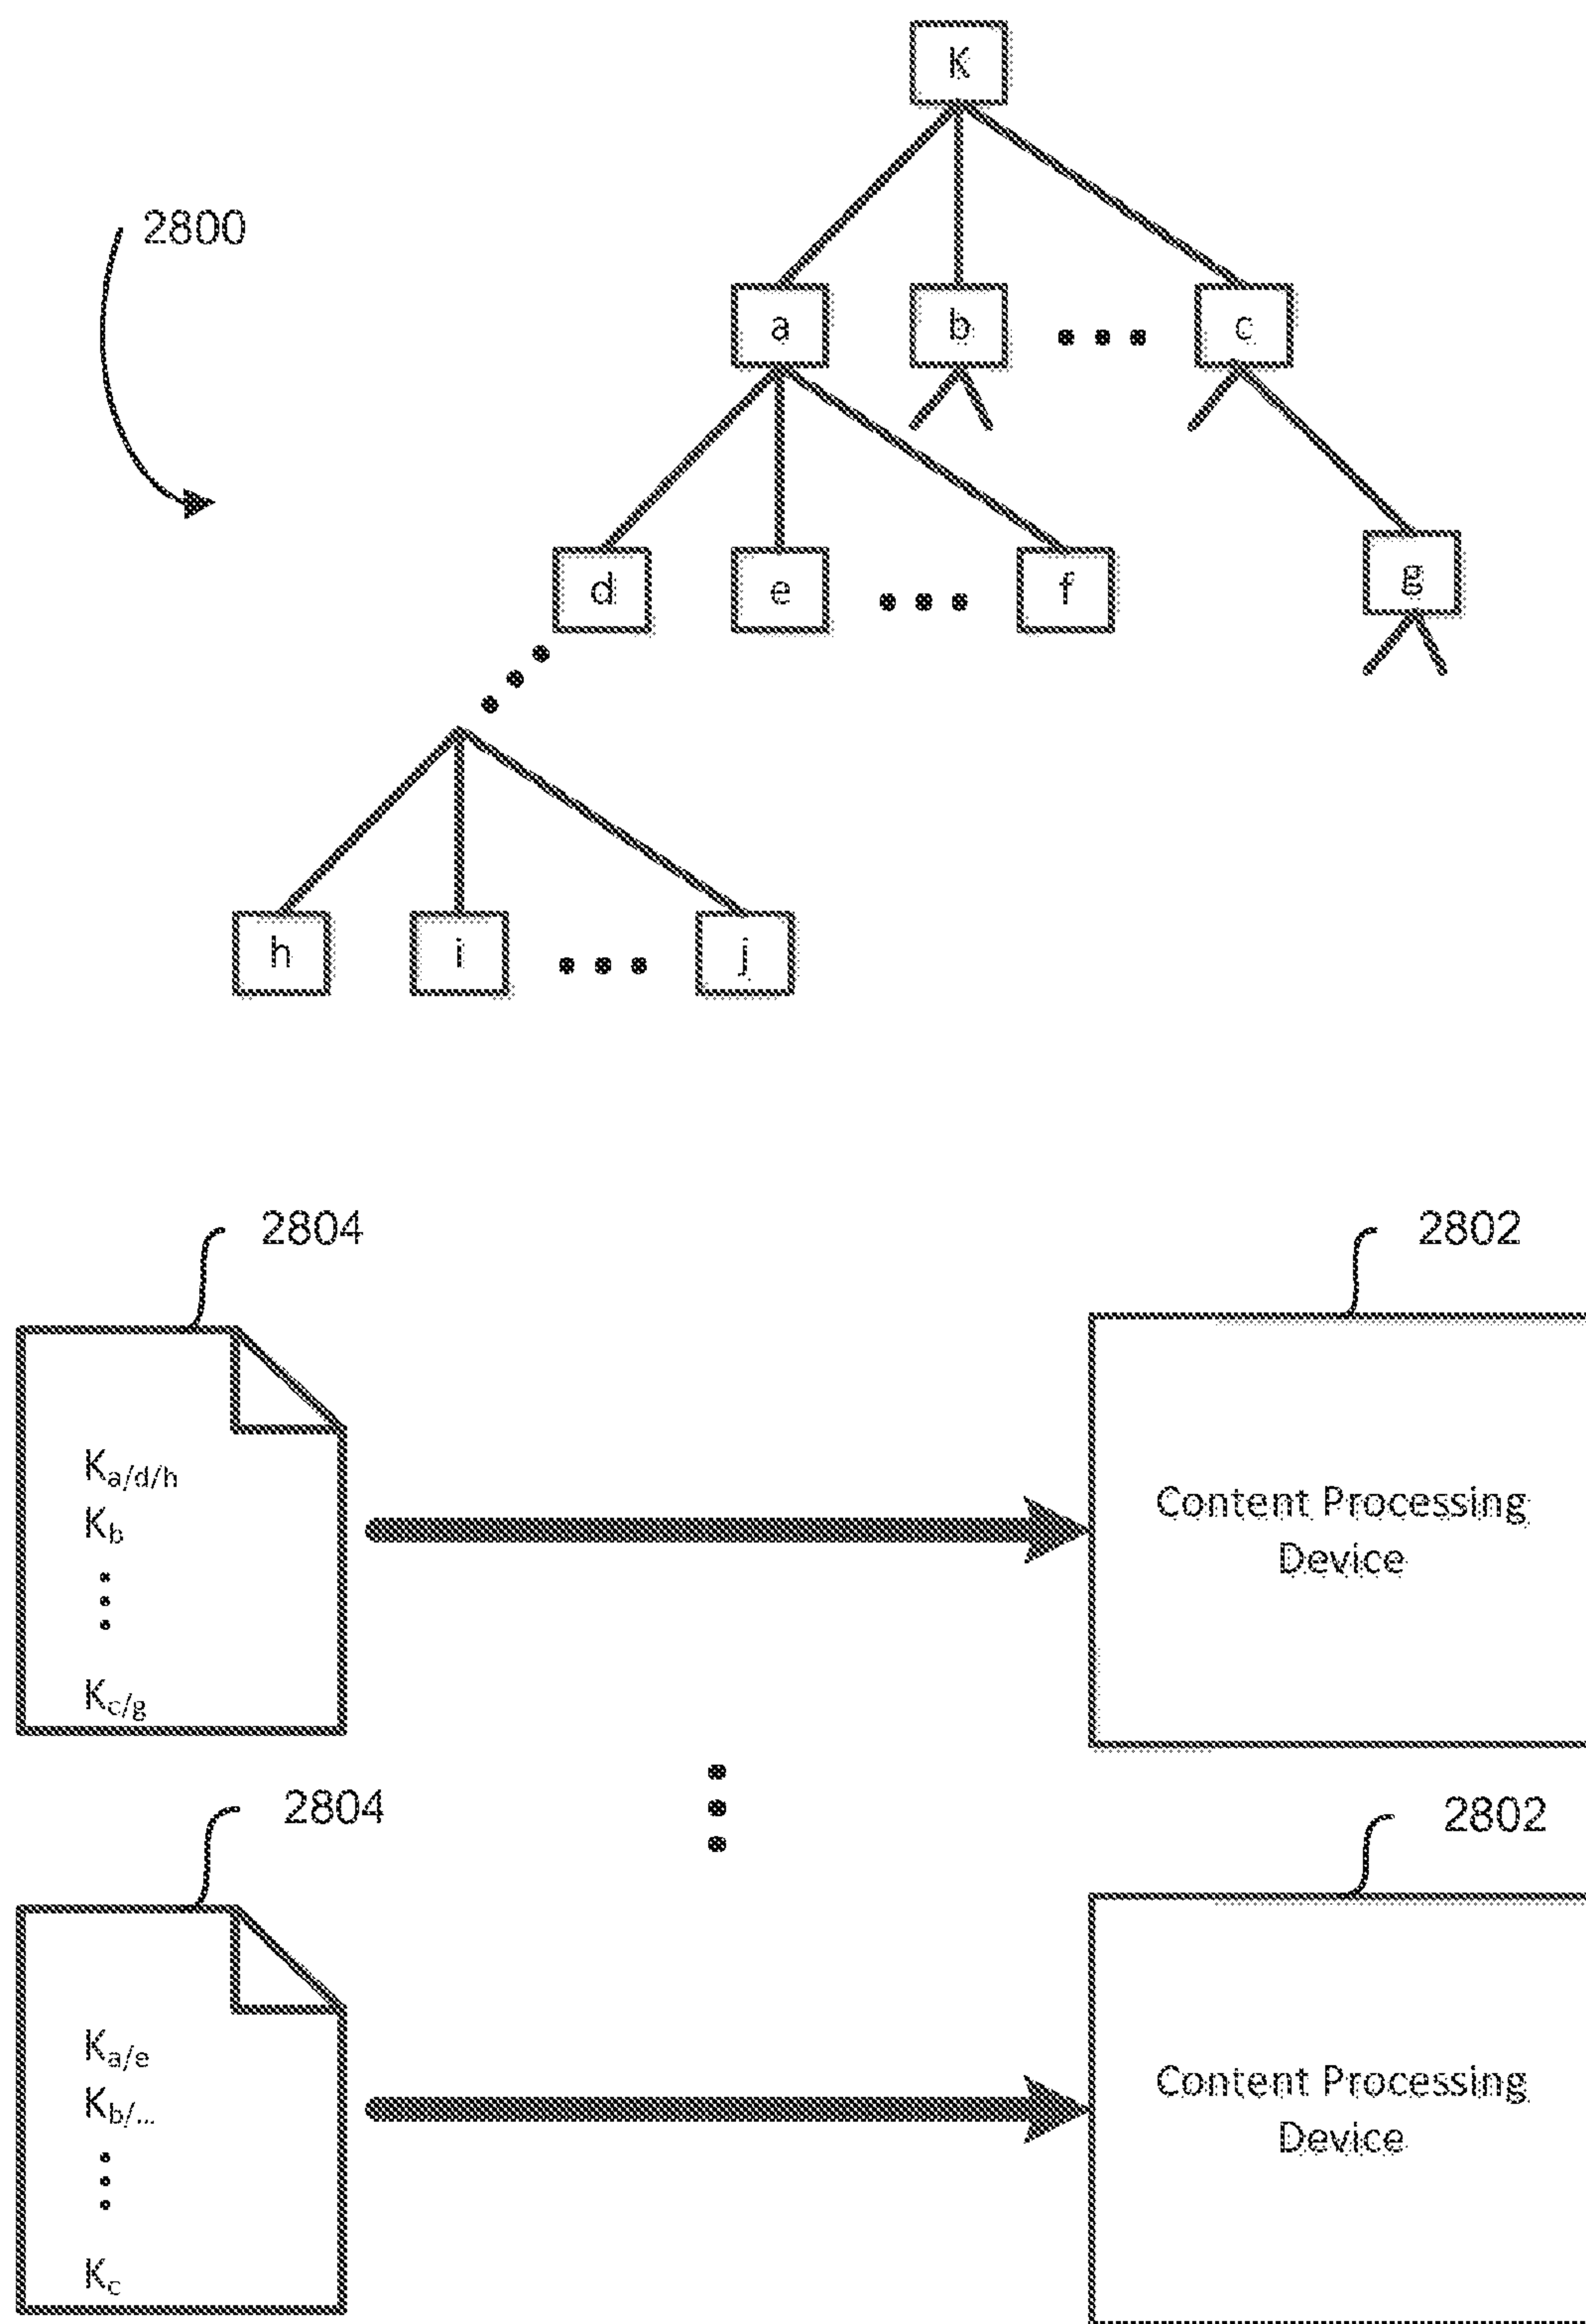 K
2800
a b c
d e f g
h i j
2804 2802
Ka/d/h
Kb
Kc/g
Content Processing
Device
2804 2802
Ka/e
Kb/...
Kc
Content Processing
Device